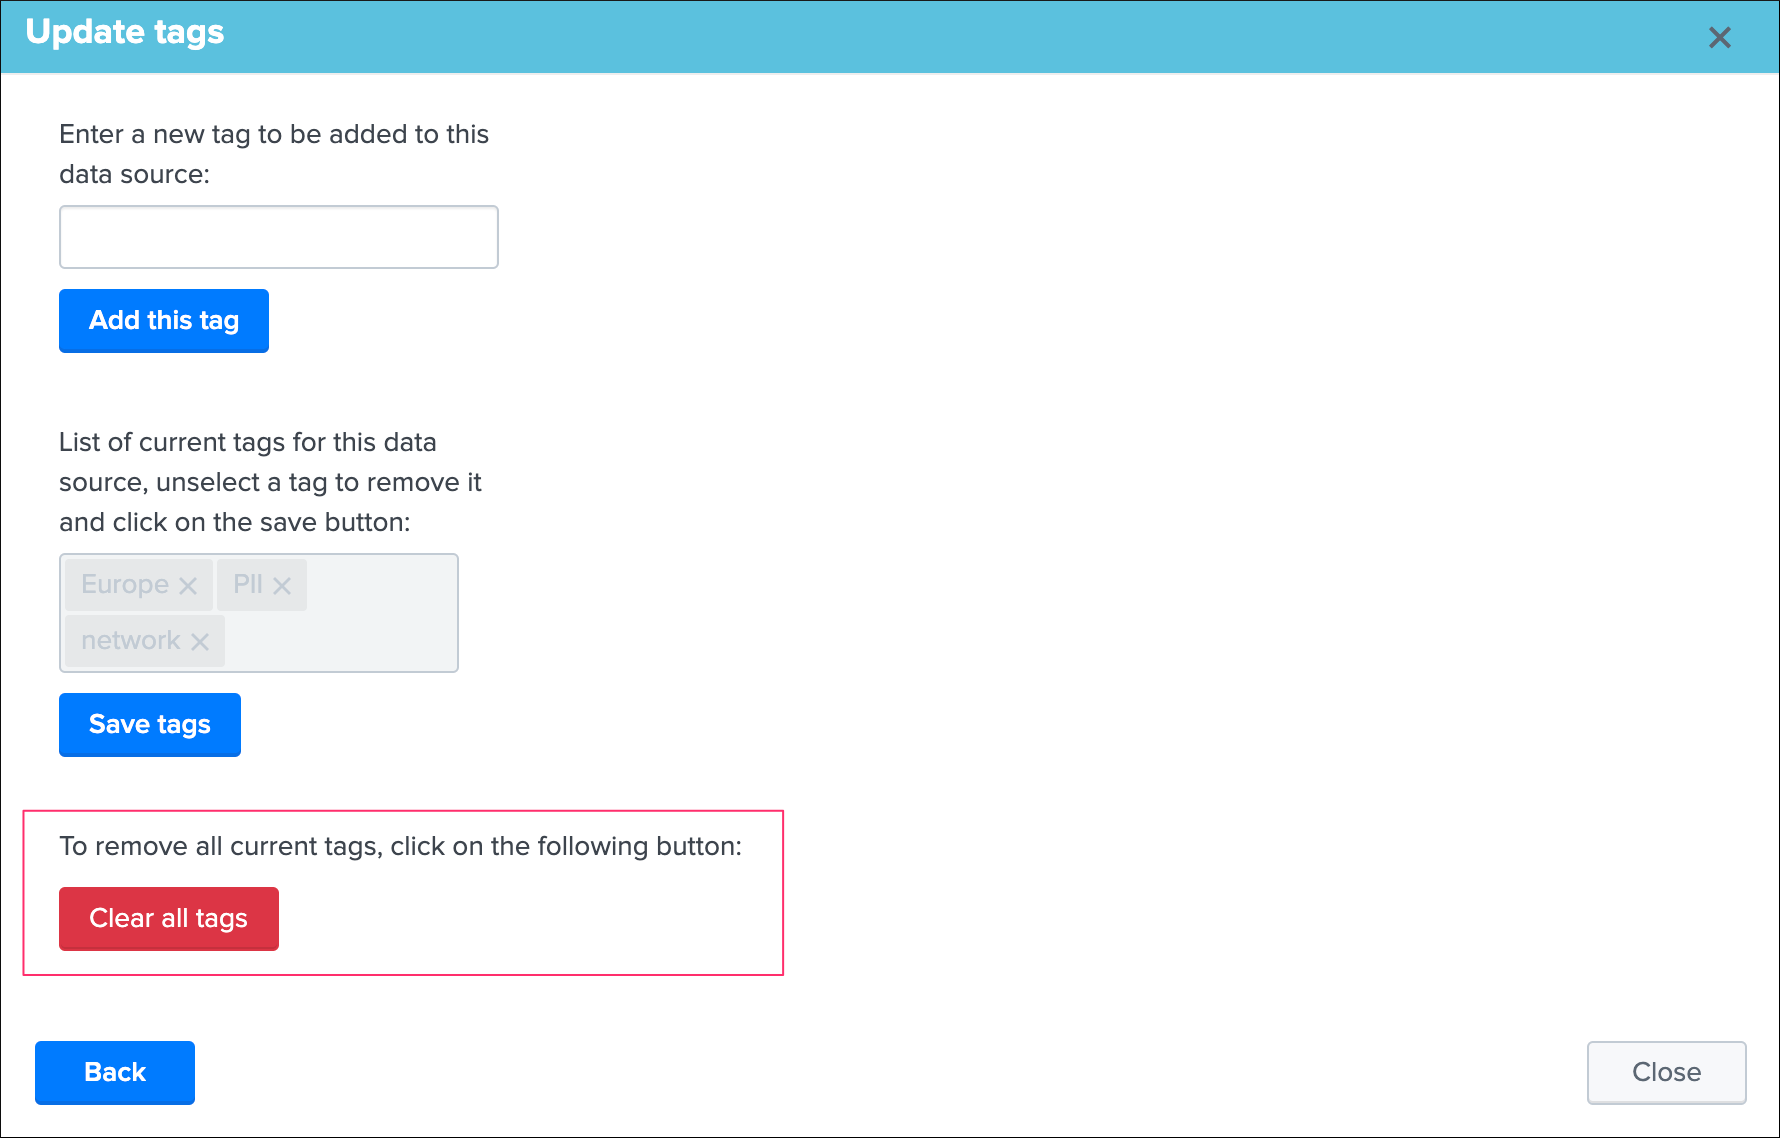 Update tags
Enter a new tag to be added to this
data source:
Add this tag
List of current tags for this data
source, unselect a tag to remove it
and click on the save button:
Europe PII
network
Save tags
To remove all current tags, click on the following button:
Clear all tags
Back Close